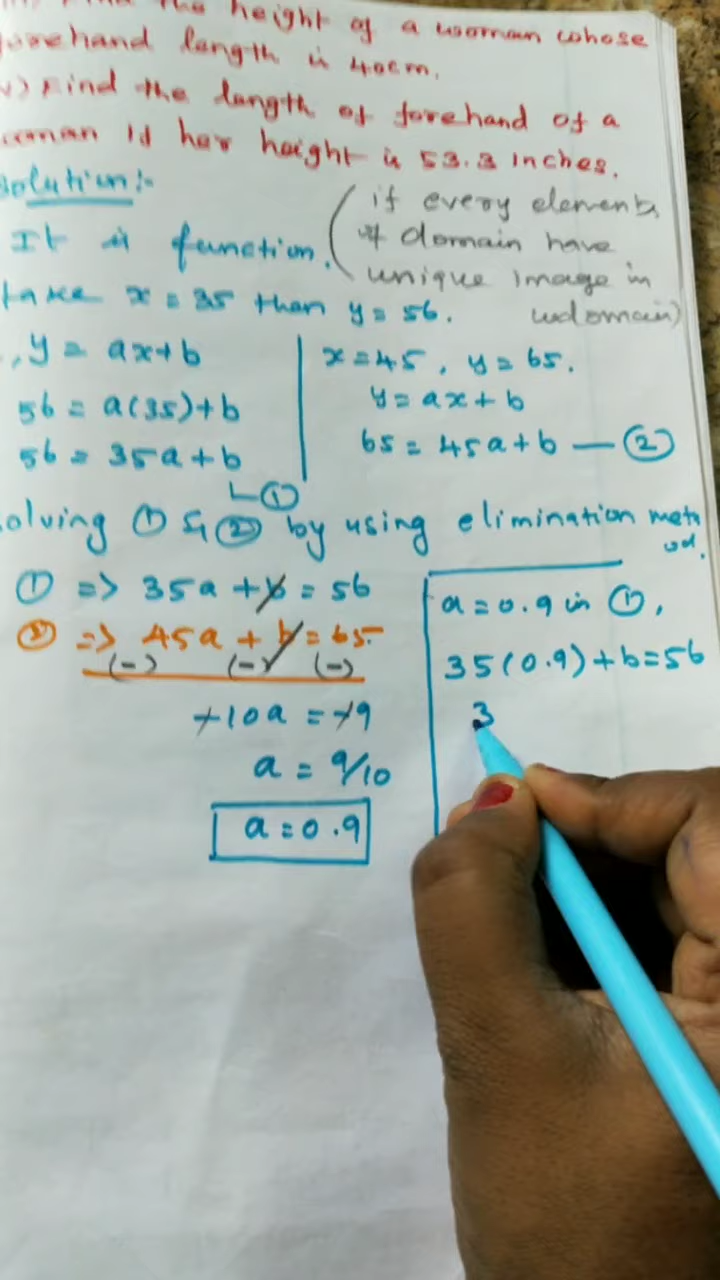 the height of a woman whose
forehand length is 40cm.
v) Find the length of forehand of a
woman if her height is 53.3 inches.
Solution:-
It is function.
(if every elements
of domain have
unique image in
codomain)
take x = 35 then y = 56.
, y = ax+b
56 = a(35)+b
56 = 35a+b
①
x=45, y=65.
y=ax+b
65 = 45a+b — ②
solving ① & ② by using elimination meth
od.
① => 35a + b = 56
② => 45a + b = 65
(-) (-) (-)
-10a = -9
a = 9/10
a = 0.9
a=0.9 in ①,
35(0.9)+b=56
3